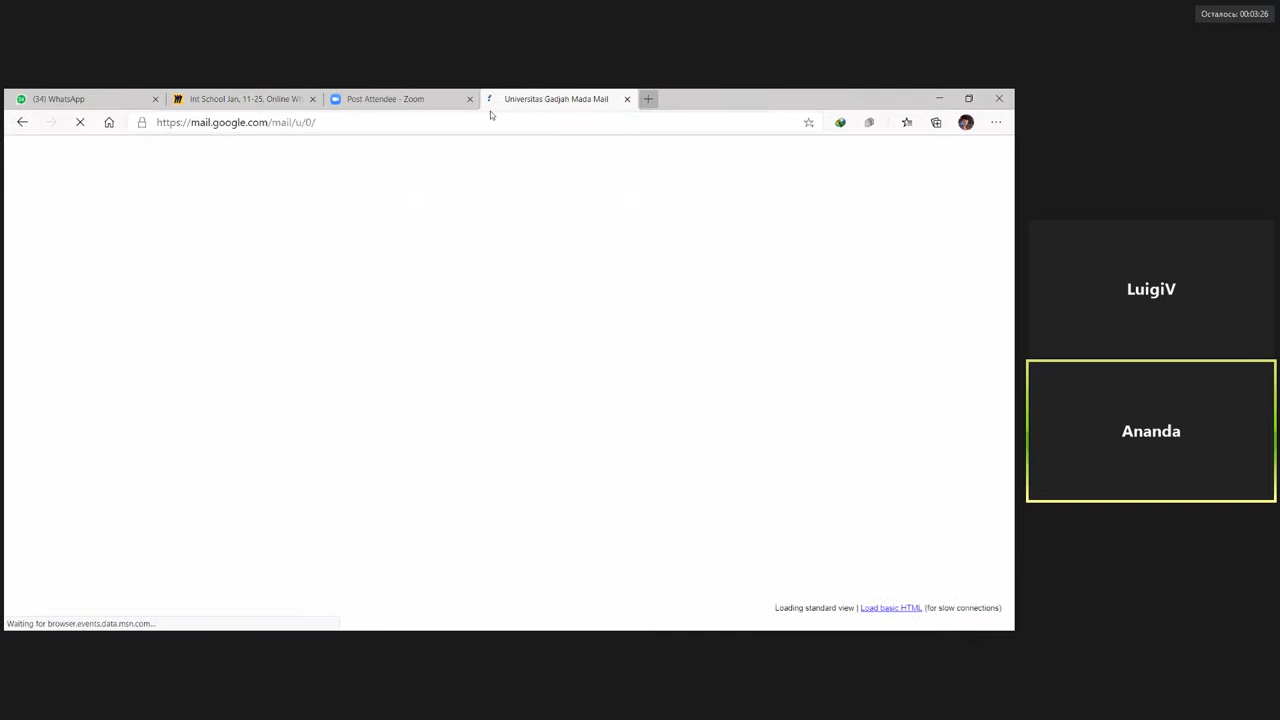 Осталось: 00:03:26
(34) WhatsApp
Int School Jan, 11-25, Online Wh
Post Attendee - Zoom
Universitas Gadjah Mada Mail
https://mail.google.com/mail/u/0/
LuigiV
Ananda
Loading standard view | Load basic HTML (for slow connections)
Waiting for browser.events.data.msn.com...